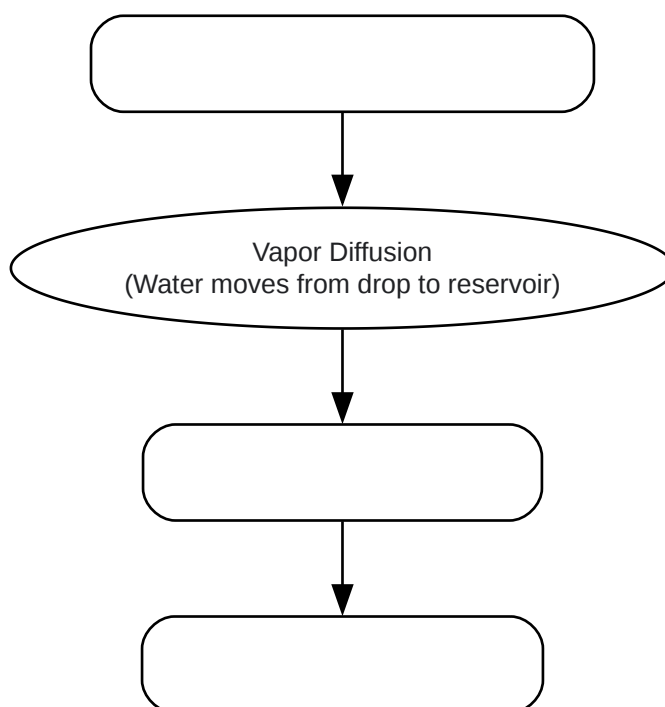 Vapor Diffusion
(Water moves from drop to reservoir)